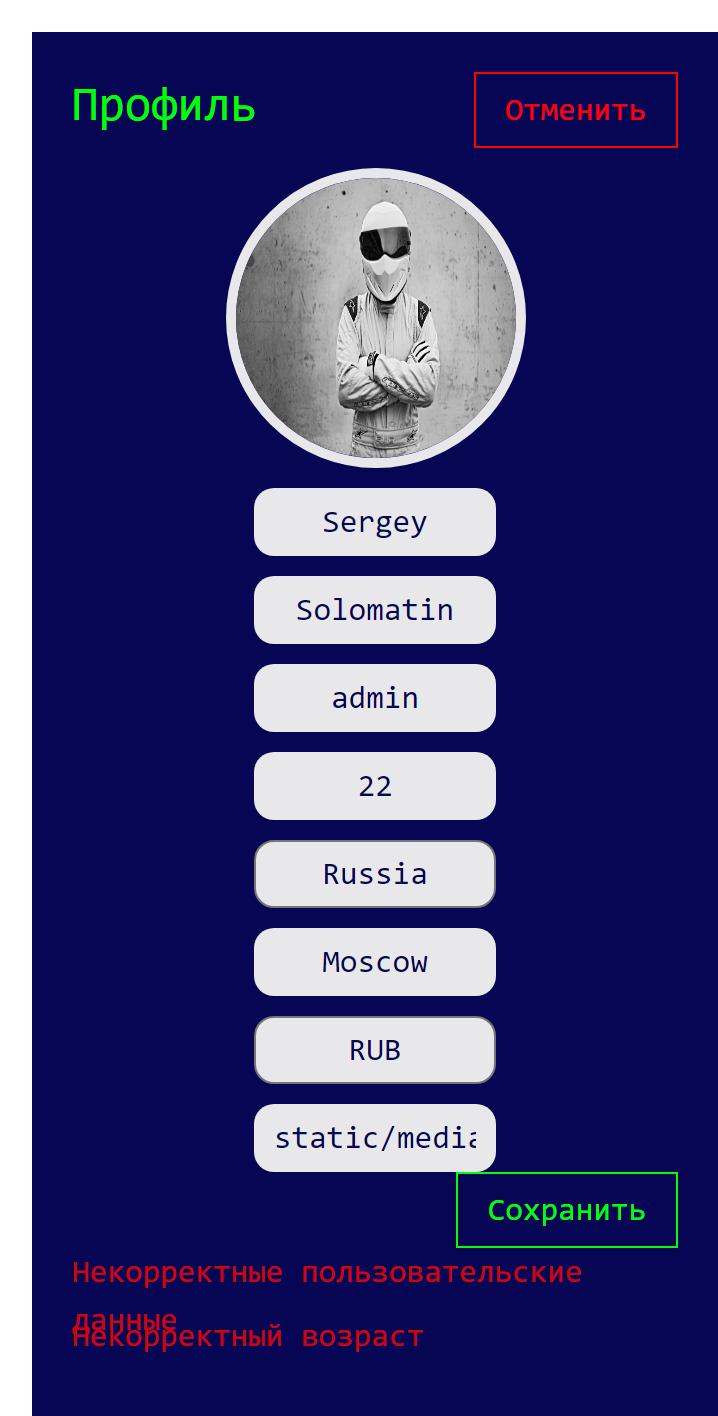 Профиль
Отменить
Sergey
Solomatin
admin
22
Russia
Moscow
RUB
static/media
Сохранить
Некорректные пользовательские
данные
Некорректный возраст